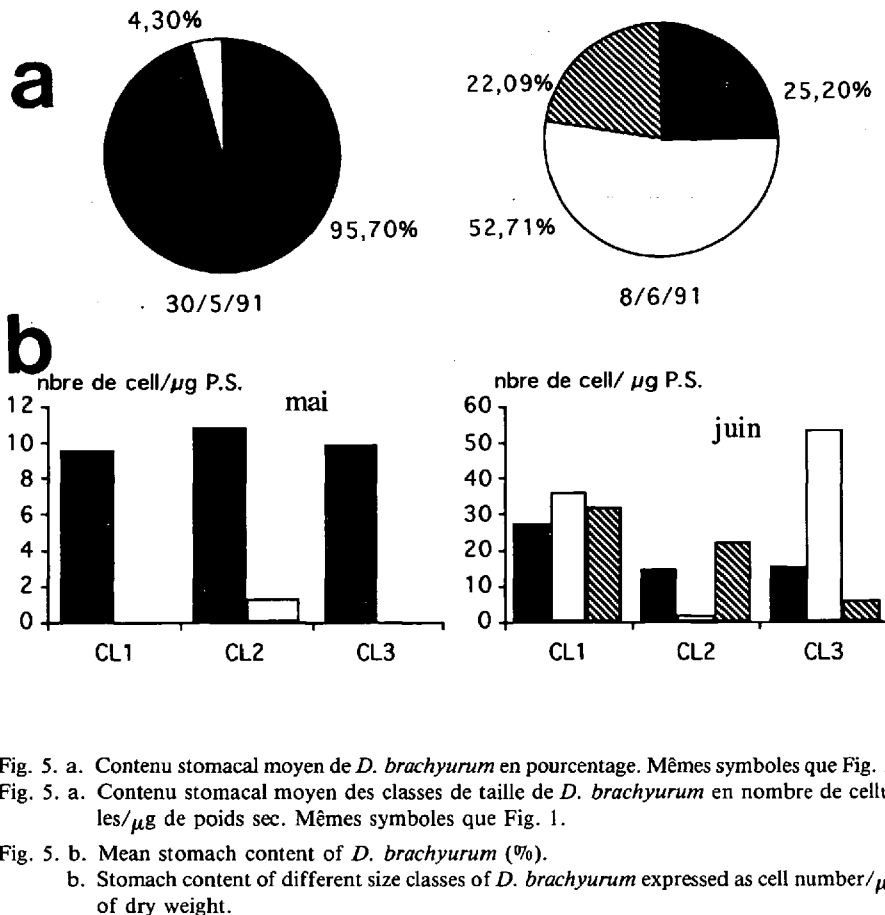 a
4,30%
95,70%
30/5/91
22,09%
25,20%
52,71%
8/6/91
b
nbre de cell/µg P.S.
mai
12
10
8
6
4
2
0
CL1 CL2 CL3
nbre de cell/ µg P.S.
juin
60
50
40
30
20
10
0
CL1 CL2 CL3
Fig. 5. a. Contenu stomacal moyen de D. brachyurum en pourcentage. Mêmes symboles que Fig.
Fig. 5. a. Contenu stomacal moyen des classes de taille de D. brachyurum en nombre de cellu
les/µg de poids sec. Mêmes symboles que Fig. 1.
Fig. 5. b. Mean stomach content of D. brachyurum (%).
b. Stomach content of different size classes of D. brachyurum expressed as cell number/µ
of dry weight.